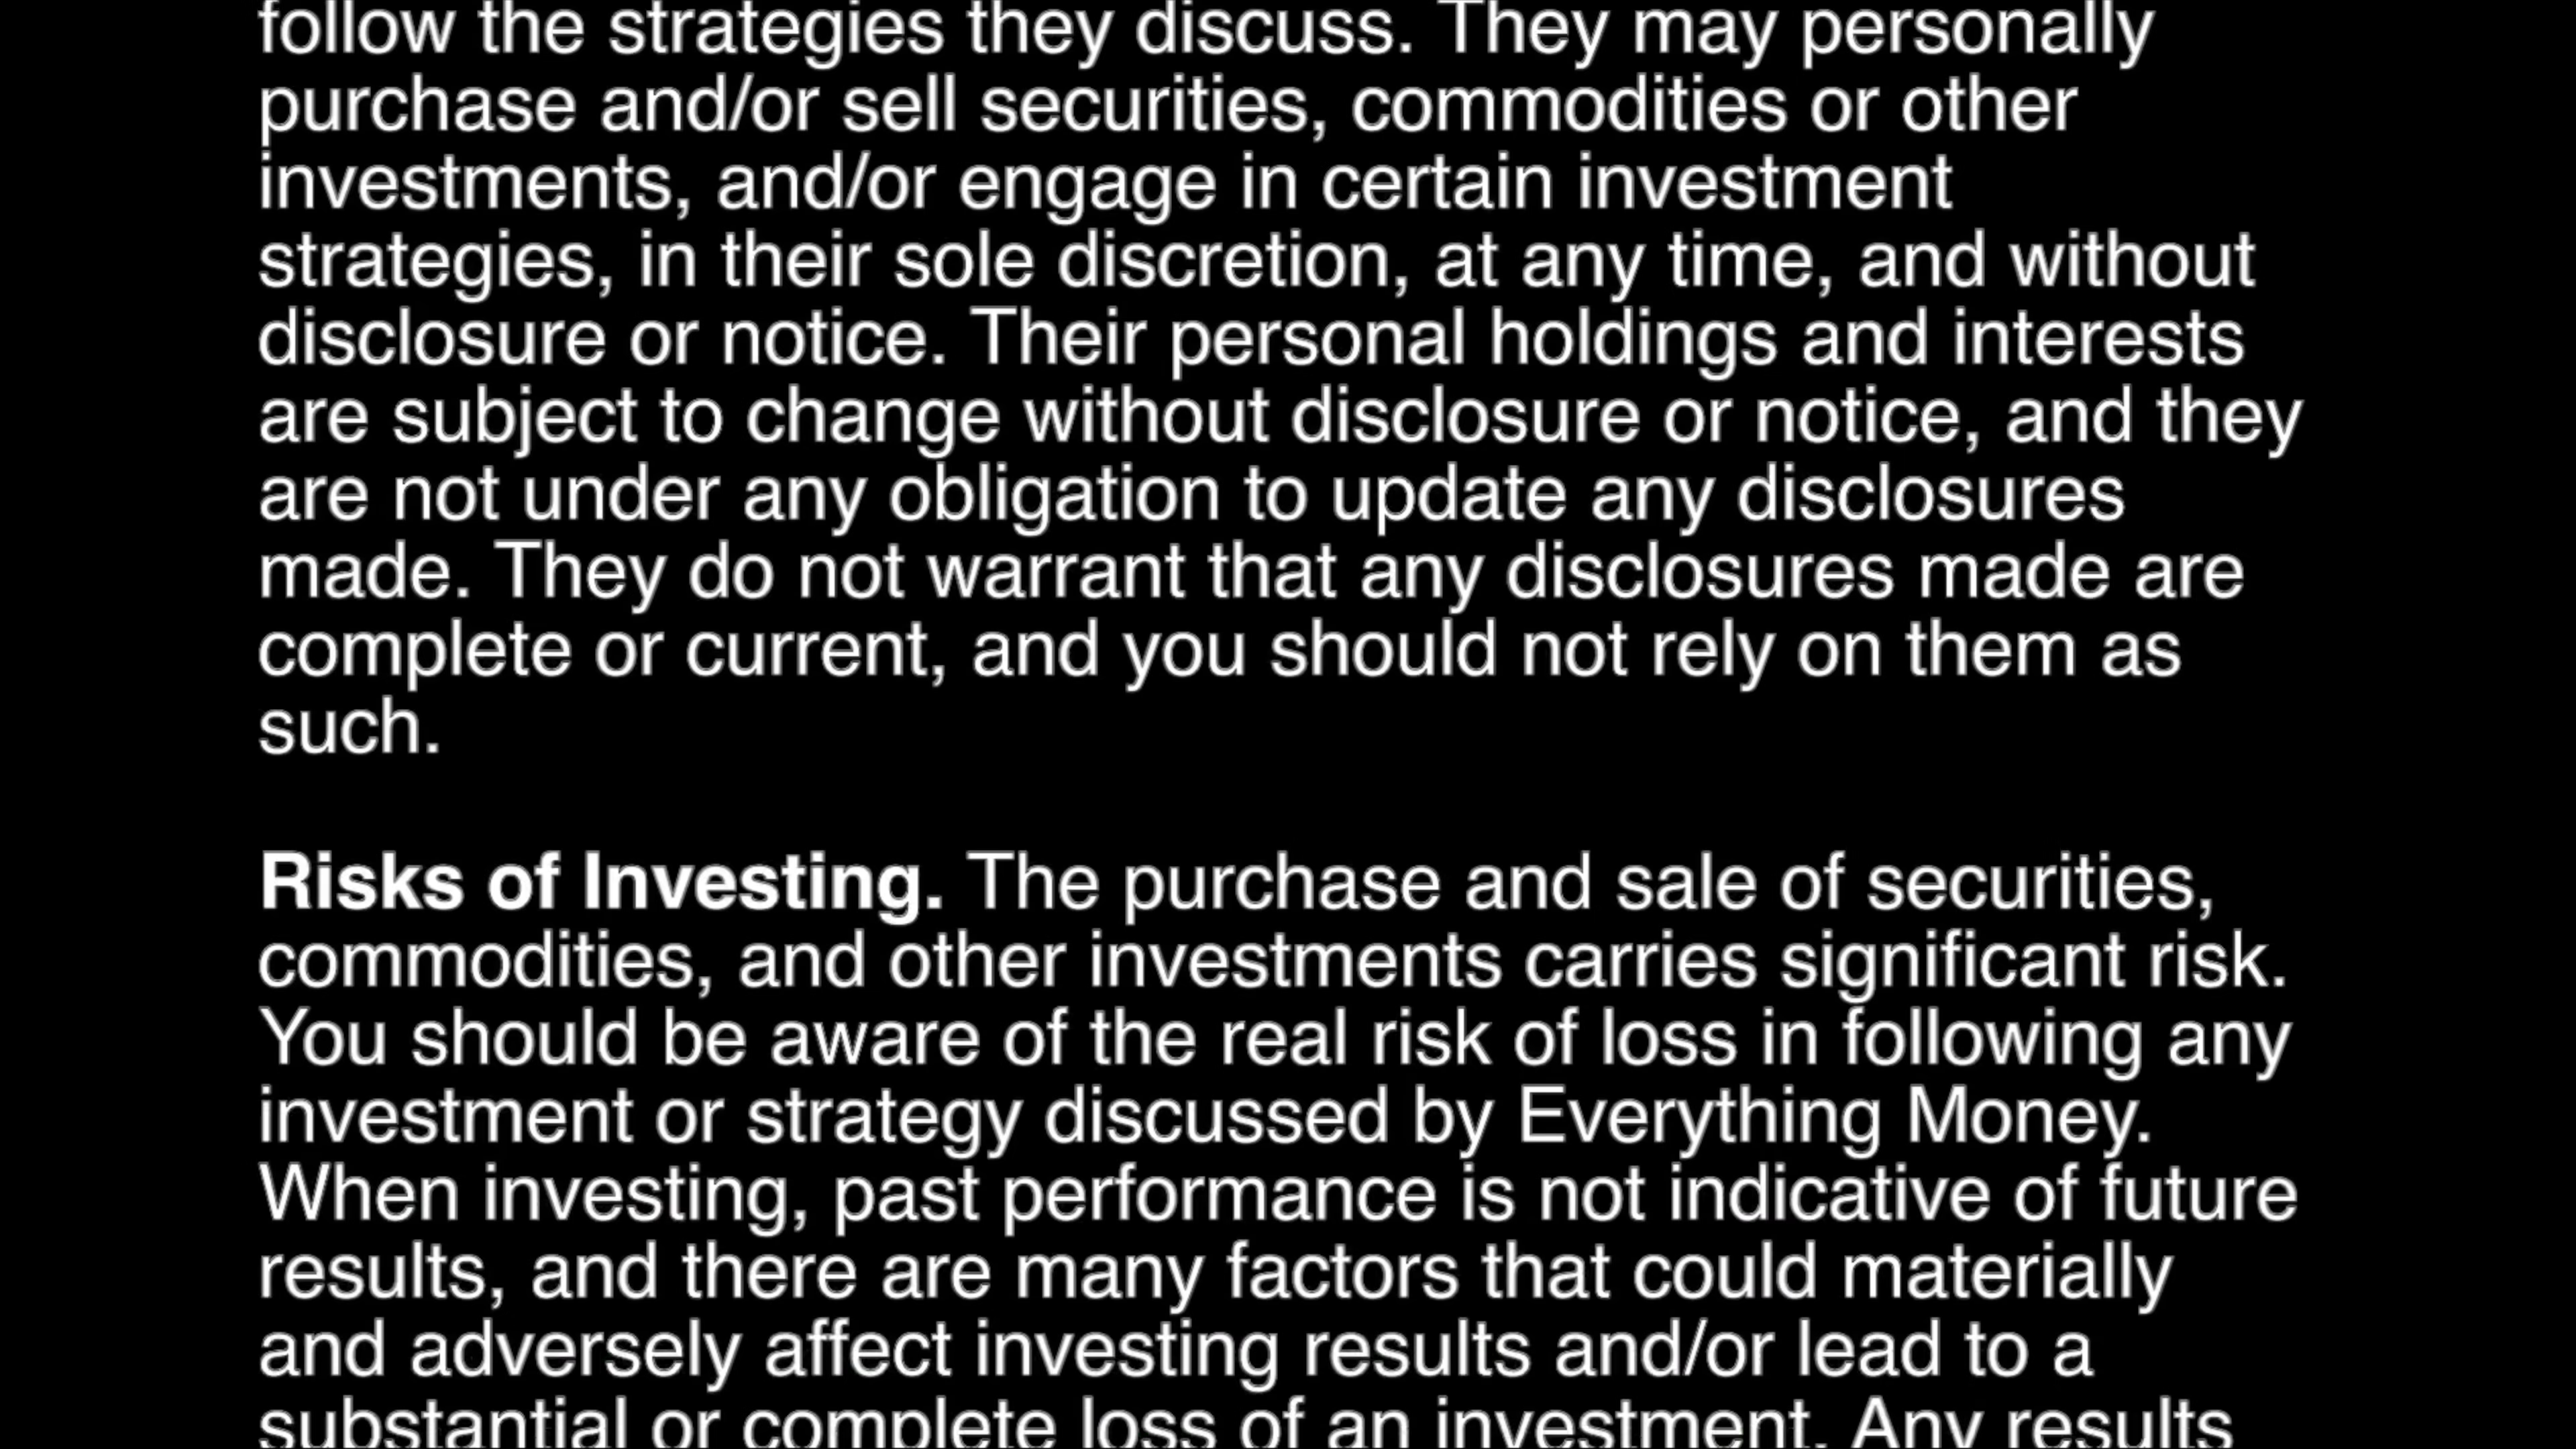 follow the strategies they discuss. They may personally
purchase and/or sell securities, commodities or other
investments, and/or engage in certain investment
strategies, in their sole discretion, at any time, and without
disclosure or notice. Their personal holdings and interests
are subject to change without disclosure or notice, and they
are not under any obligation to update any disclosures
made. They do not warrant that any disclosures made are
complete or current, and you should not rely on them as
such.
Risks of Investing. The purchase and sale of securities,
commodities, and other investments carries significant risk.
You should be aware of the real risk of loss in following any
investment or strategy discussed by Everything Money.
When investing, past performance is not indicative of future
results, and there are many factors that could materially
and adversely affect investing results and/or lead to a
substantial or complete loss of an investment. Any results